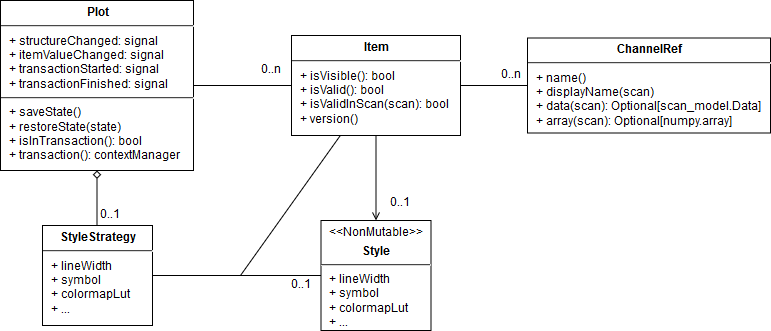 Plot
+ structureChanged: signal
+ itemValueChanged: signal
+ transactionStarted: signal
+ transactionFinished: signal
+ saveState()
+ restoreState(state)
+ isInTransaction(): bool
+ transaction(): contextManager
0..n
Item
+ isVisible(): bool
+ isValid(): bool
+ isValidInScan(scan): bool
+ version()
0..n
ChannelRef
+ name()
+ displayName(scan)
+ data(scan): Optional[scan_model.Data]
+ array(scan): Optional[numpy.array]
0..1
0..1
StyleStrategy
+ lineWidth
+ symbol
+ colormapLut
+ ...
0..1
<<NonMutable>>
Style
+ lineWidth
+ symbol
+ colormapLut
+ ...